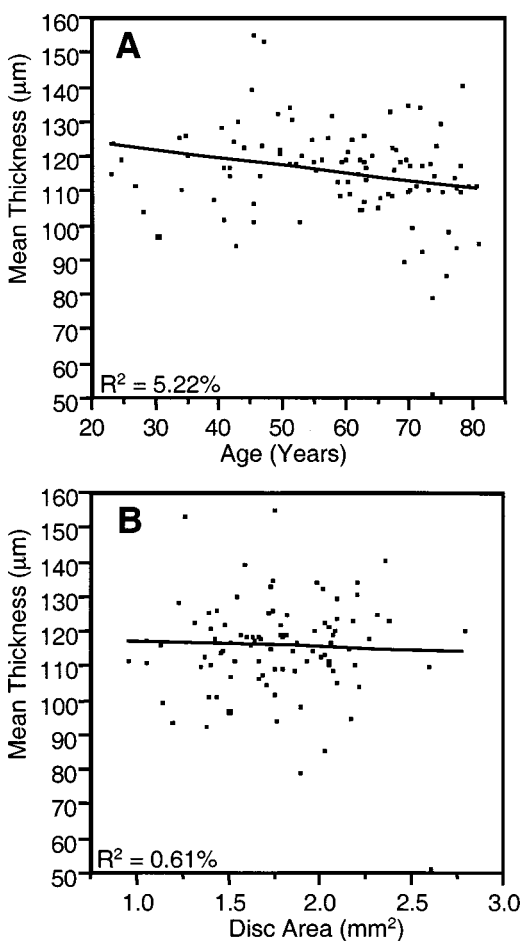 A
160
150
140
130
120
110
100
90
80
70
60
50
Mean Thickness (μm)
R² = 5.22%
20 30 40 50 60 70 80
Age (Years)
B
160
150
140
130
120
110
100
90
80
70
60
50
Mean Thickness (μm)
R² = 0.61%
1.0 1.5 2.0 2.5 3.0
Disc Area (mm²)